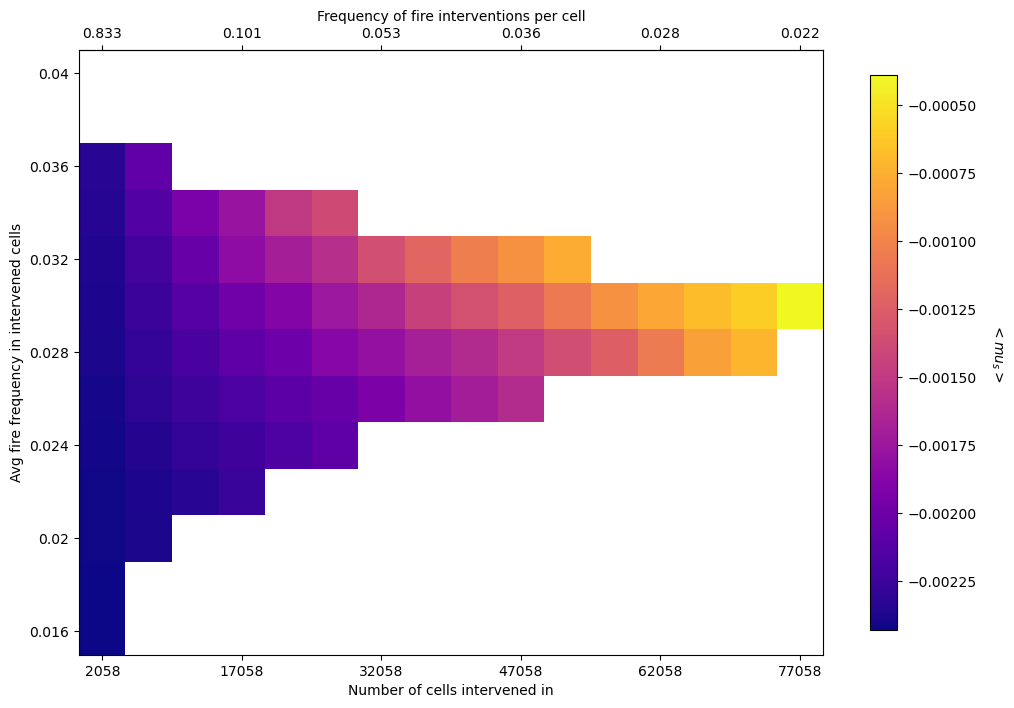 Frequency of fire interventions per cell
0.833 0.101 0.053 0.036 0.028 0.022
0.04
0.036
0.032
0.028
0.024
0.02
0.016
Avg fire frequency in intervened cells
2058 17058 32058 47058 62058 77058
Number of cells intervened in
−0.00050
−0.00075
−0.00100
−0.00125
−0.00150
−0.00175
−0.00200
−0.00225
< mu_s >